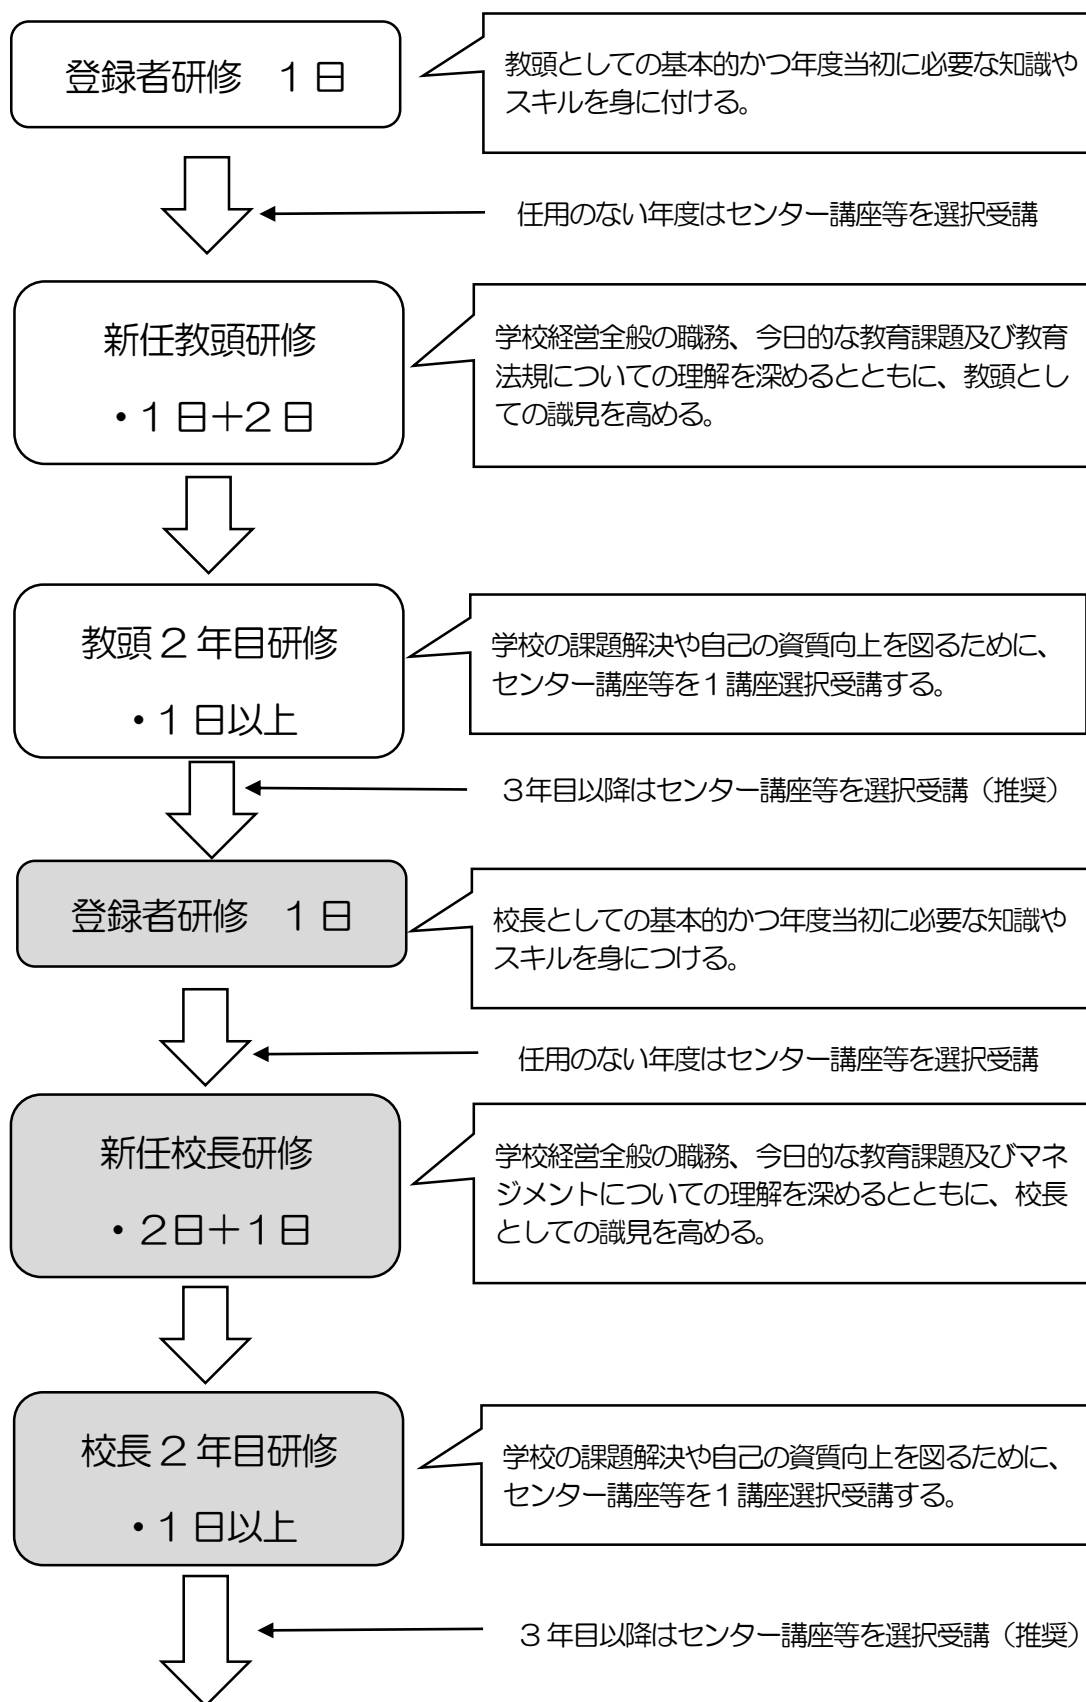 登録者研修　１日
教頭としての基本的かつ年度当初に必要な知識や
スキルを身に付ける。
任用のない年度はセンター講座等を選択受講
新任教頭研修
・１日＋２日
学校経営全般の職務、今日的な教育課題及び教育
法規についての理解を深めるとともに、教頭とし
ての識見を高める。
教頭２年目研修
・１日以上
学校の課題解決や自己の資質向上を図るために、
センター講座等を１講座選択受講する。
３年目以降はセンター講座等を選択受講（推奨）
登録者研修　１日
校長としての基本的かつ年度当初に必要な知識や
スキルを身につける。
任用のない年度はセンター講座等を選択受講
新任校長研修
・２日＋１日
学校経営全般の職務、今日的な教育課題及びマネ
ジメントについての理解を深めるとともに、校長
としての識見を高める。
校長２年目研修
・１日以上
学校の課題解決や自己の資質向上を図るために、
センター講座等を１講座選択受講する。
３年目以降はセンター講座等を選択受講（推奨）